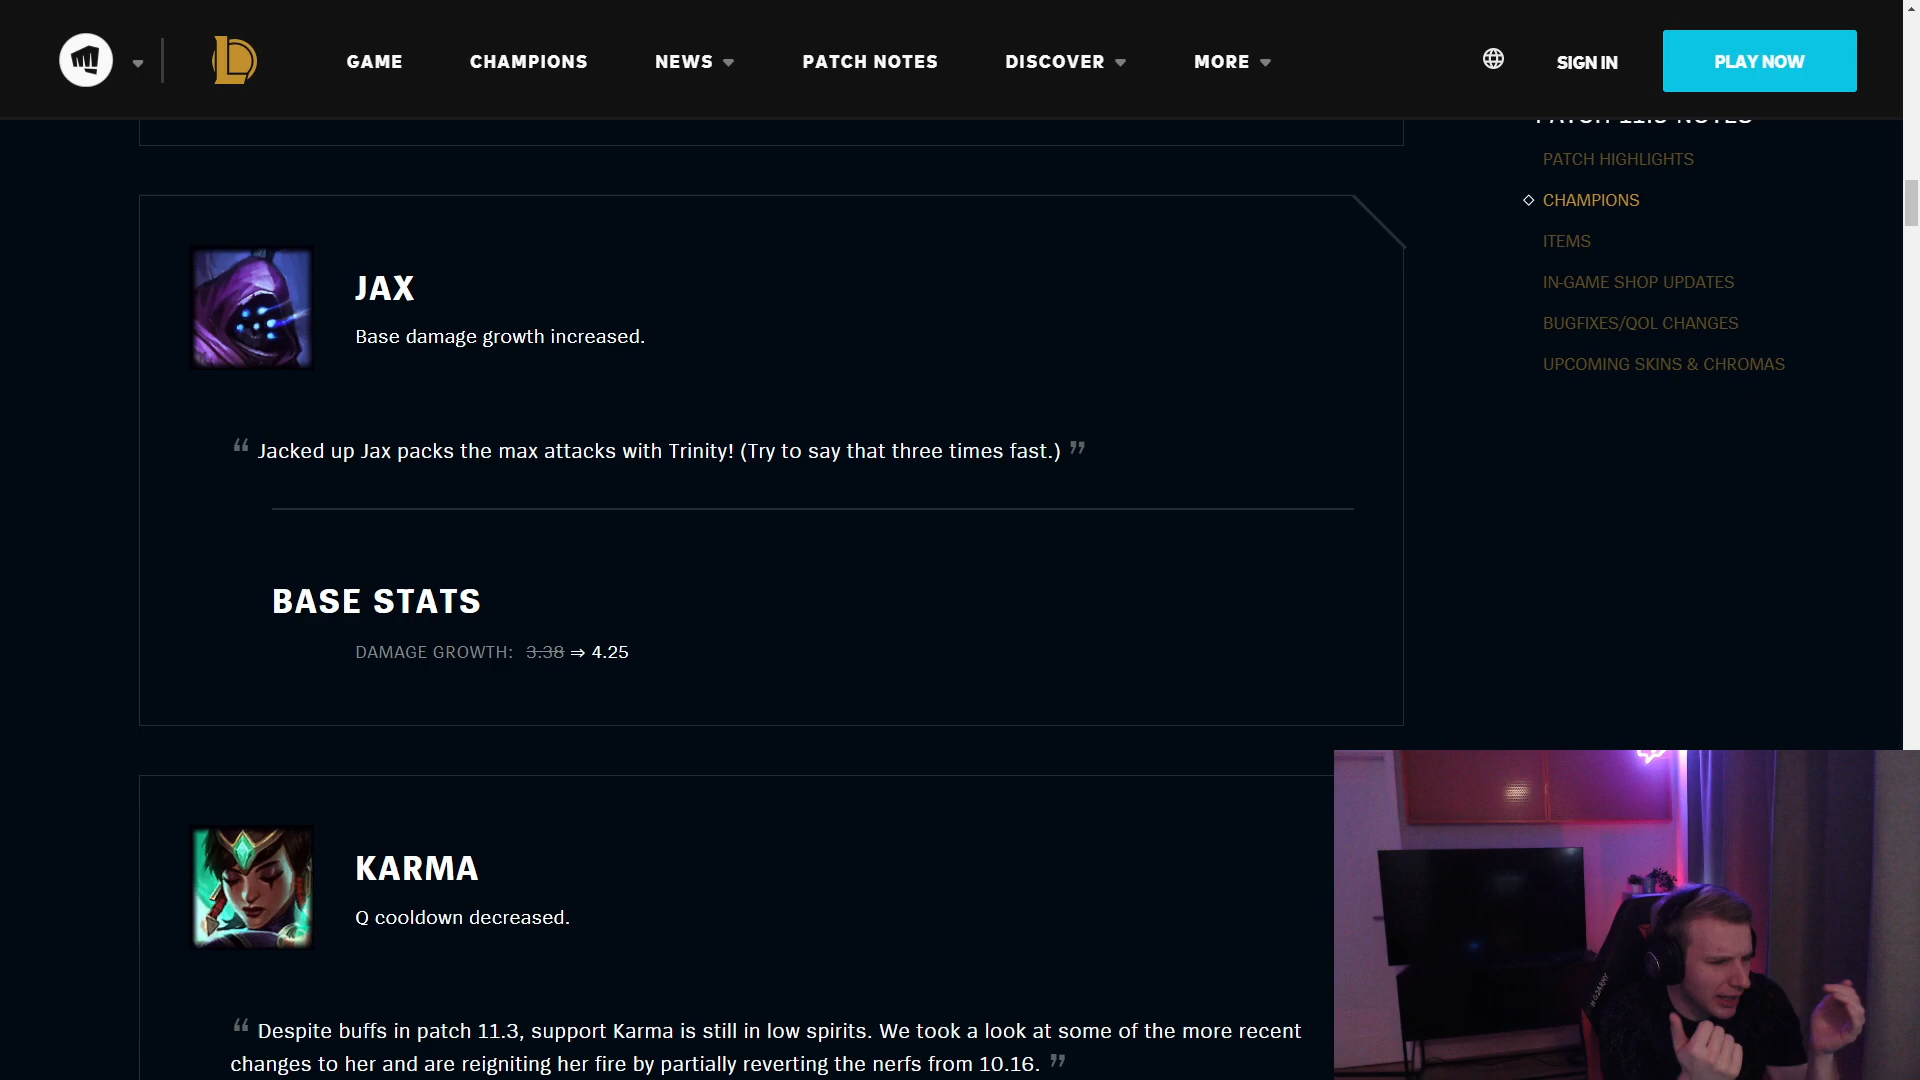 GAME
CHAMPIONS
NEWS
PATCH NOTES
DISCOVER
MORE
SIGN IN
PLAY NOW
PATCH HIGHLIGHTS
CHAMPIONS
ITEMS
IN-GAME SHOP UPDATES
BUGFIXES/QOL CHANGES
UPCOMING SKINS & CHROMAS
JAX
Base damage growth increased.
“ Jacked up Jax packs the max attacks with Trinity! (Try to say that three times fast.) ”
BASE STATS
DAMAGE GROWTH: 3.38 ⇒ 4.25
KARMA
Q cooldown decreased.
“ Despite buffs in patch 11.3, support Karma is still in low spirits. We took a look at some of the more recent
changes to her and are reigniting her fire by partially reverting the nerfs from 10.16. ”